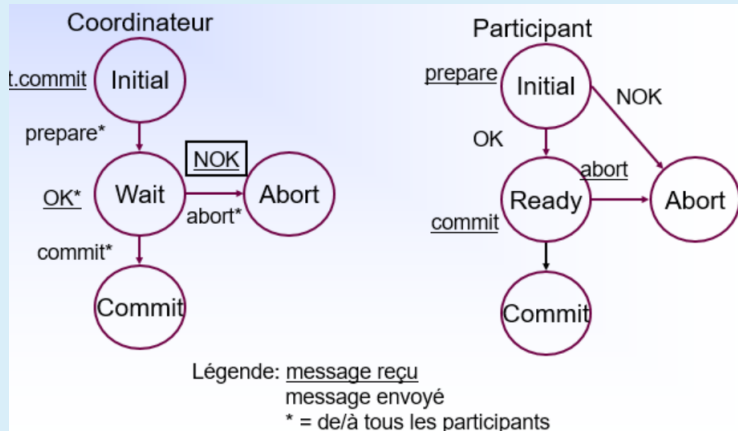 Coordinateur
t.commit
Initial
prepare*
NOK
OK*
Wait
Abort
abort*
commit*
Commit
Participant
prepare
Initial
NOK
OK
abort
Ready
Abort
commit
Commit
Légende: message reçu
message envoyé
* = de/à tous les participants